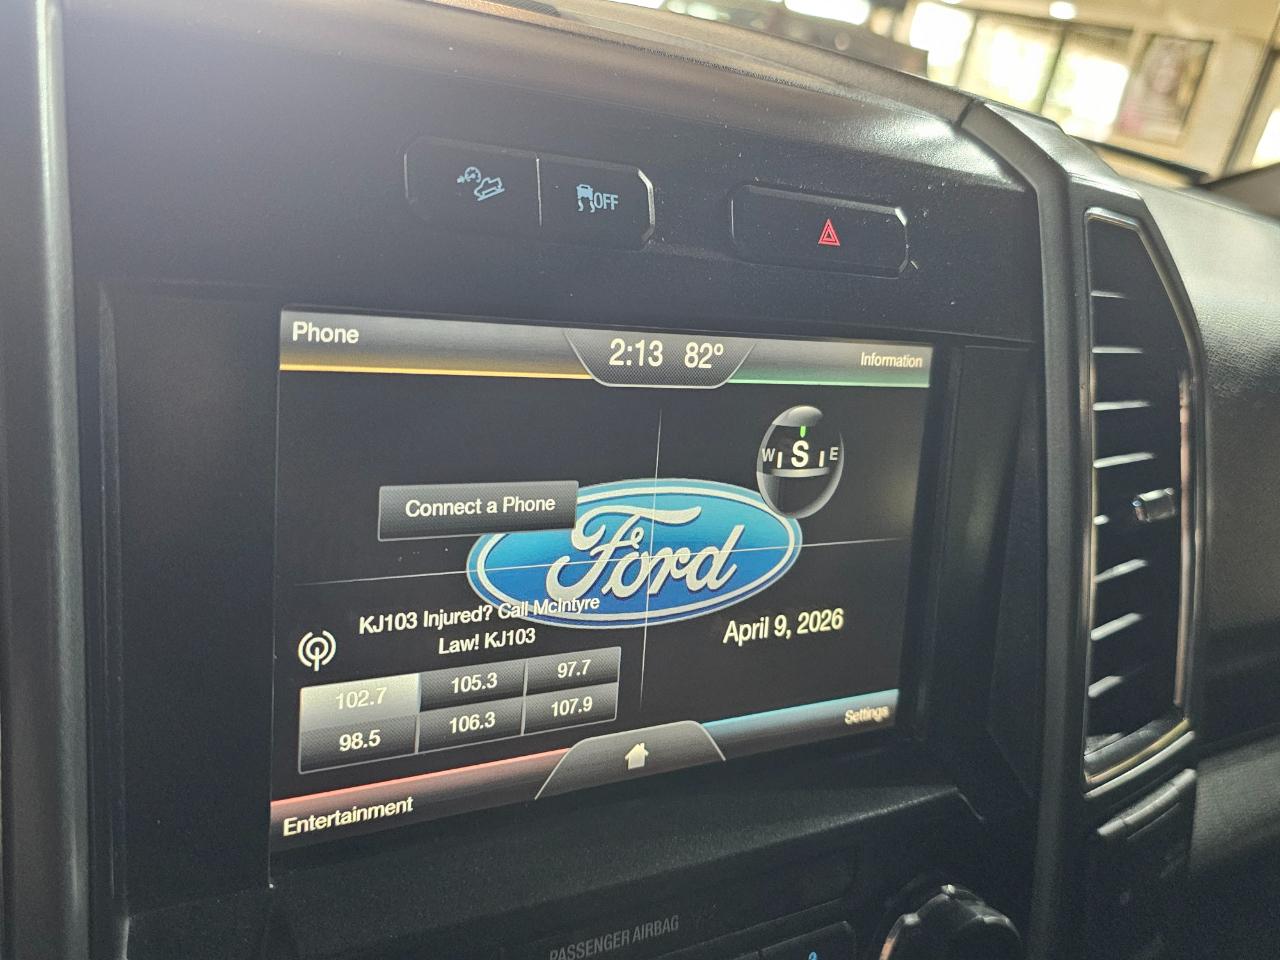 OFF
Phone
2:13 82°
Information
W S E
Connect a Phone
Ford
KJ103 Injured? Call McIntyre
Law! KJ103
April 9, 2026
102.7 105.3 97.7
98.5 106.3 107.9
Settings
Entertainment
PASSENGER AIRBAG